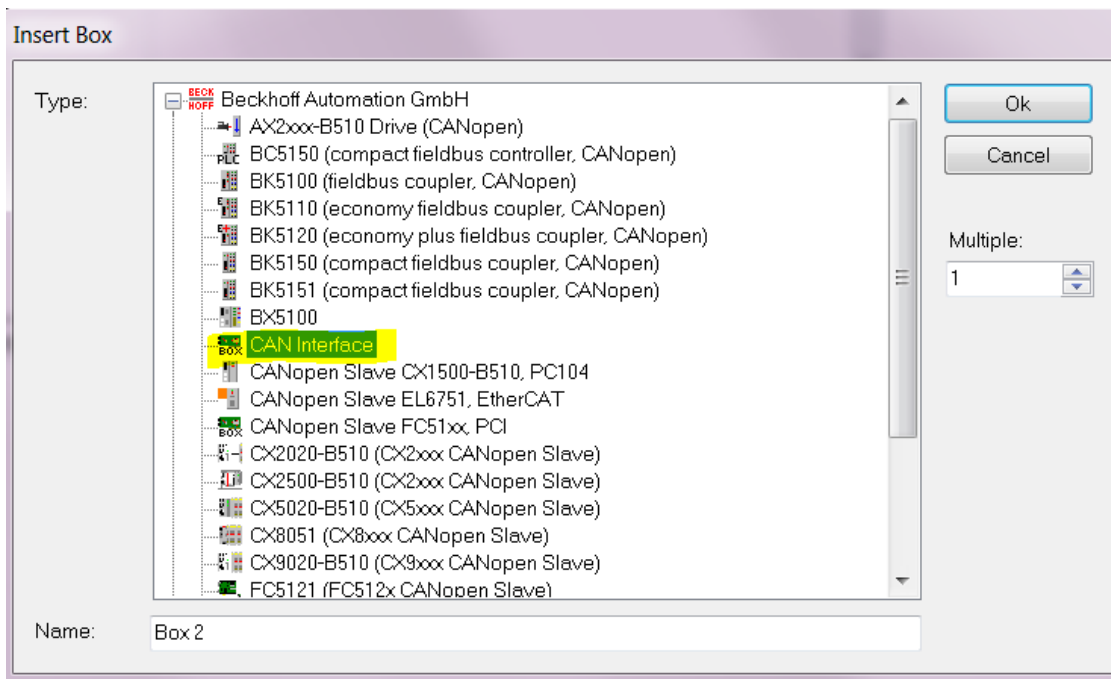 Insert Box
Type:
BECK
HOFF
Beckhoff Automation GmbH
AX2xxx-B510 Drive (CANopen)
PLC
BC5150 (compact fieldbus controller, CANopen)
BK5100 (fieldbus coupler, CANopen)
BK5110 (economy fieldbus coupler, CANopen)
BK5120 (economy plus fieldbus coupler, CANopen)
BK5150 (compact fieldbus coupler, CANopen)
BK5151 (compact fieldbus coupler, CANopen)
BX5100
BOX
CAN Interface
CANopen Slave CX1500-B510, PC104
CANopen Slave EL6751, EtherCAT
BOX
CANopen Slave FC51xx, PCI
CX2020-B510 (CX2xxx CANopen Slave)
CX2500-B510 (CX2xxx CANopen Slave)
CX5020-B510 (CX5xxx CANopen Slave)
CX8051 (CX8xxx CANopen Slave)
CX9020-B510 (CX9xxx CANopen Slave)
FC5121 (FC512x CANopen Slave)
Ok
Cancel
Multiple:
1
Name:
Box 2